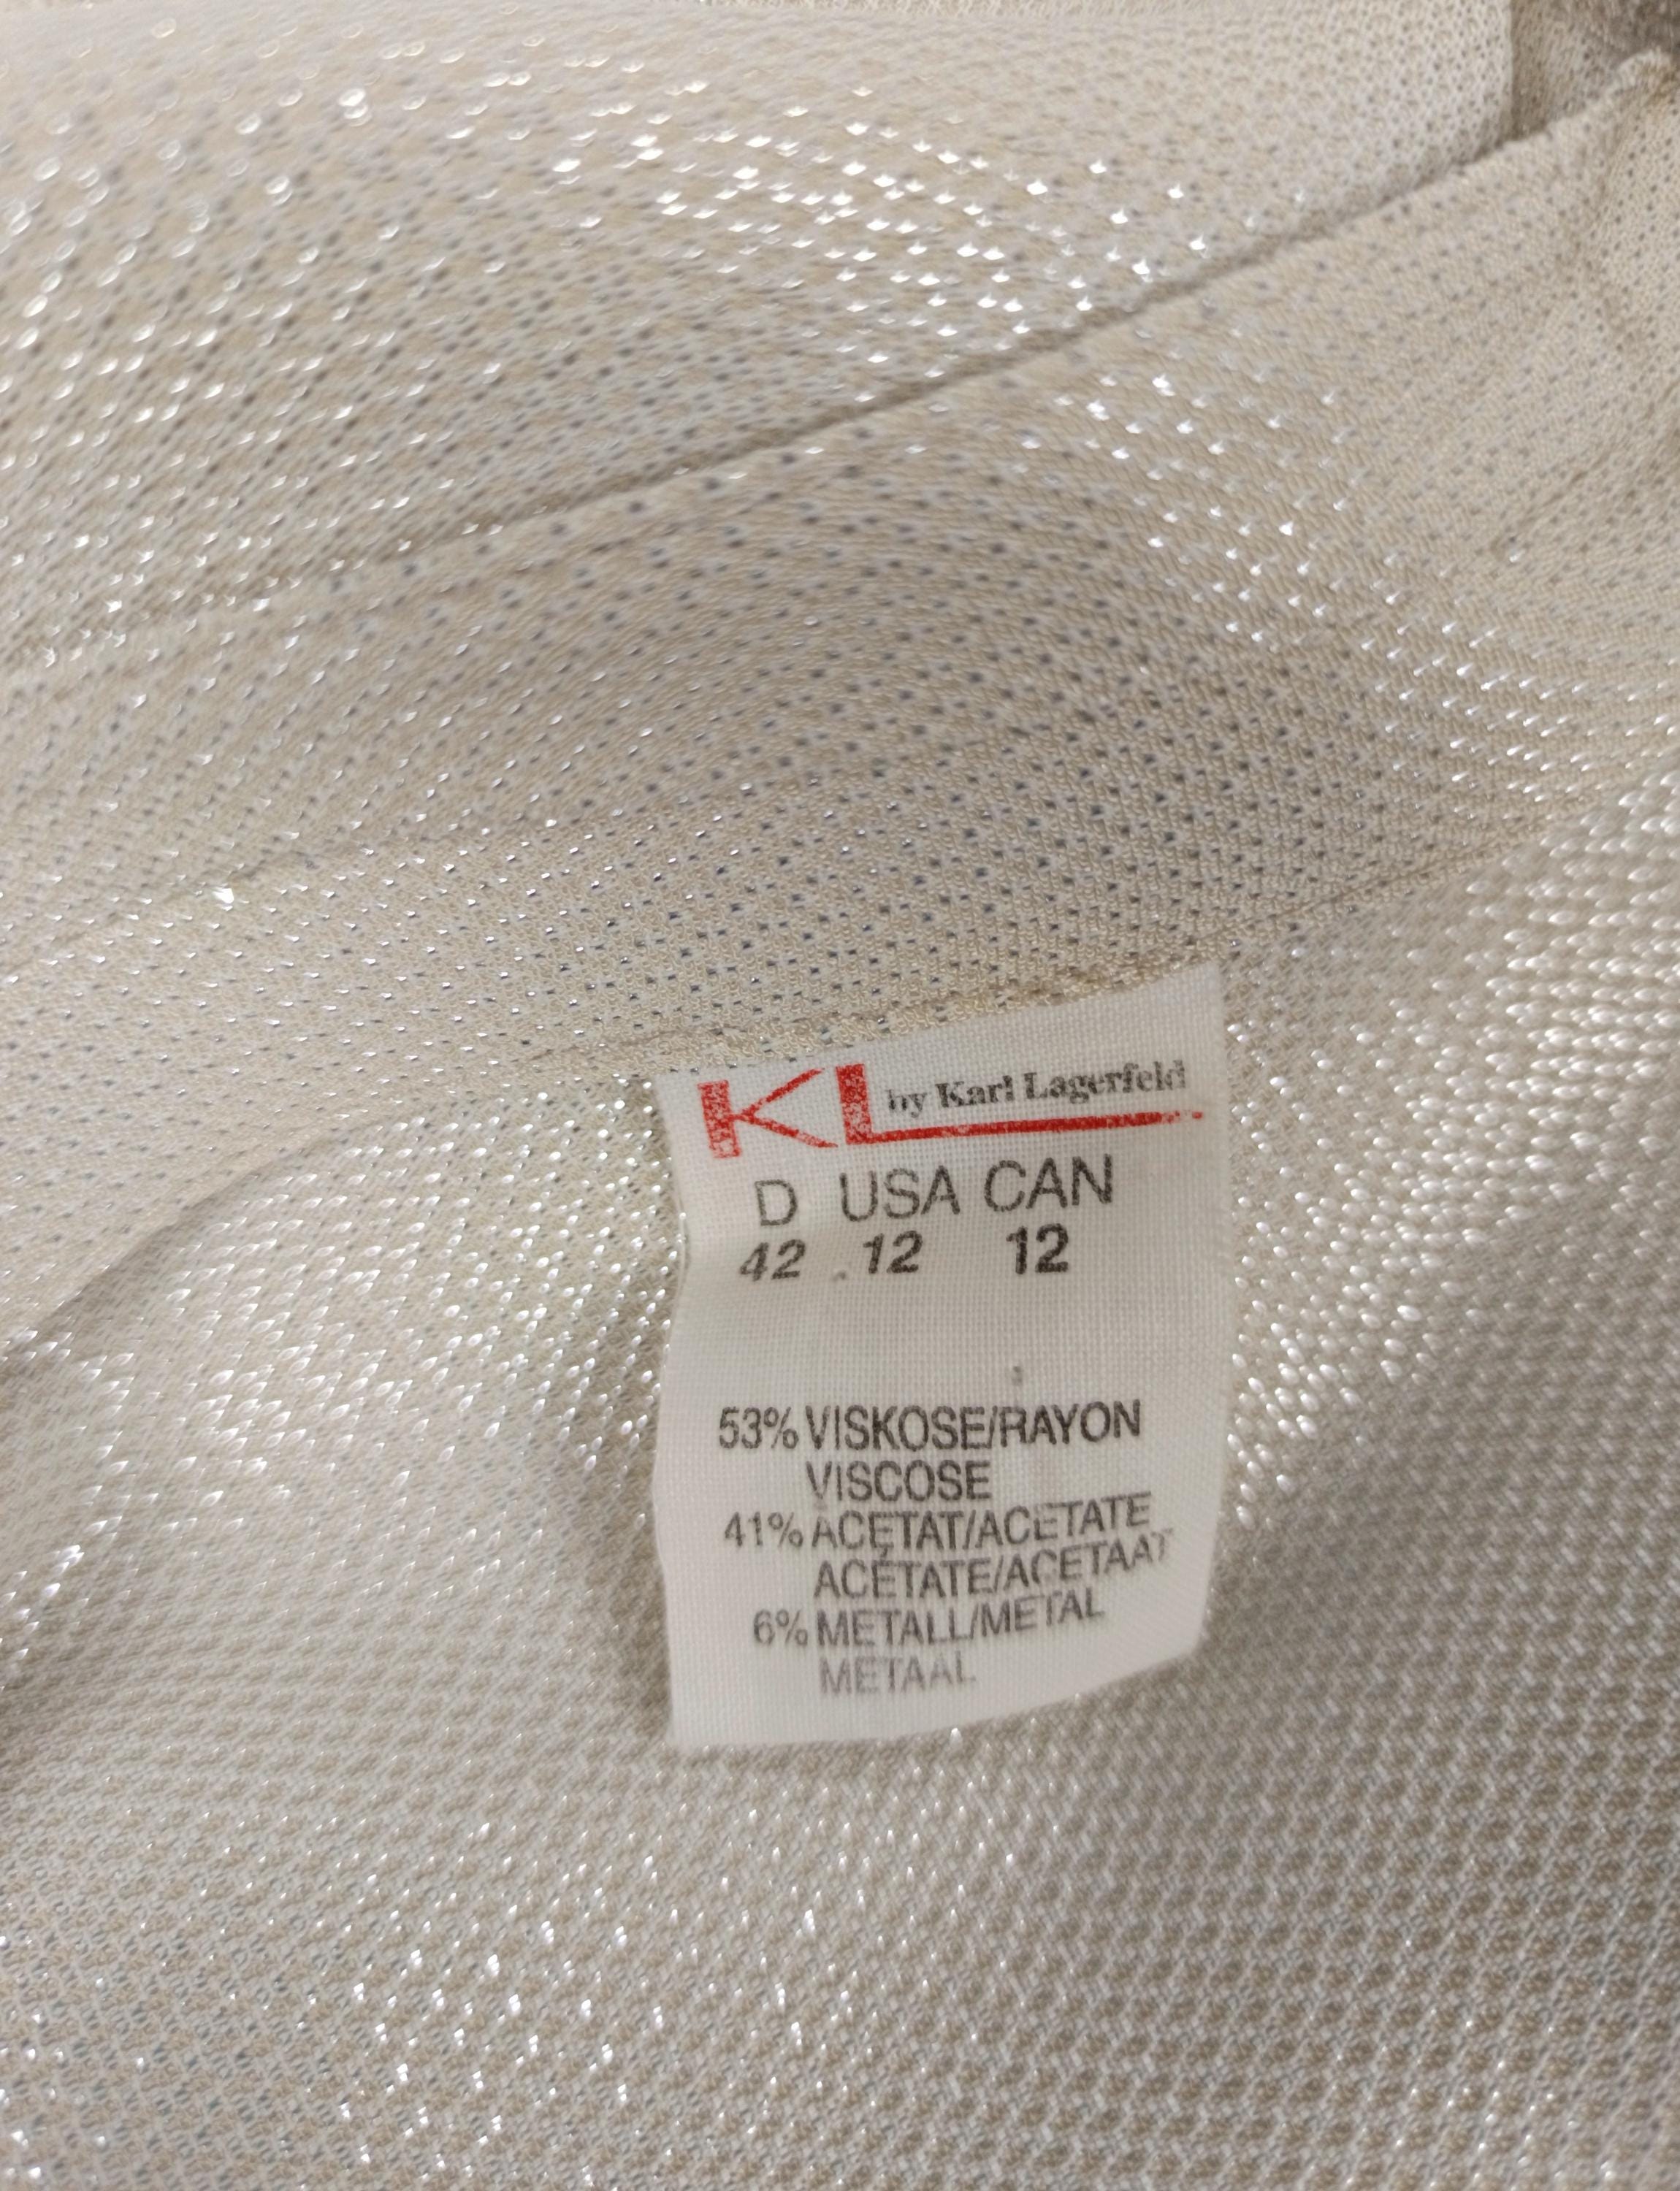 KL by Karl Lagerfeld
D USA CAN
42 12 12
53% VISKOSE/RAYON
VISCOSE
41% ACETAT/ACETATE
ACÉTATE/ACETAAT
6% METALL/METAL
METAAL